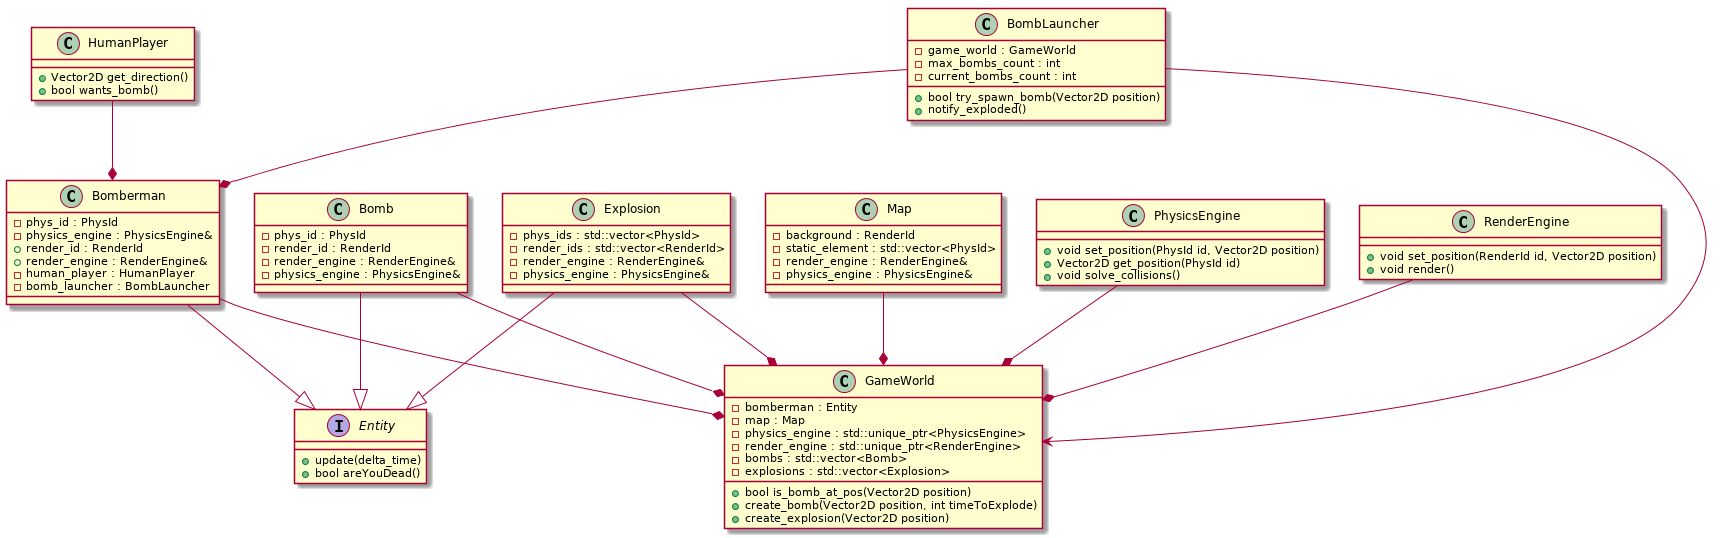 C HumanPlayer
Vector2D get_direction()
bool wants_bomb()
C BombLauncher
game_world : GameWorld
max_bombs_count : int
current_bombs_count : int
bool try_spawn_bomb(Vector2D position)
notify_exploded()
C Bomberman
phys_id : PhysId
physics_engine : PhysicsEngine&
render_id : RenderId
render_engine : RenderEngine&
human_player : HumanPlayer
bomb_launcher : BombLauncher
C Bomb
phys_id : PhysId
render_id : RenderId
render_engine : RenderEngine&
physics_engine : PhysicsEngine&
C Explosion
phys_ids : std::vector<PhysId>
render_ids : std::vector<RenderId>
render_engine : RenderEngine&
physics_engine : PhysicsEngine&
C Map
background : RenderId
static_element : std::vector<PhysId>
render_engine : RenderEngine&
physics_engine : PhysicsEngine&
C PhysicsEngine
void set_position(PhysId id, Vector2D position)
Vector2D get_position(PhysId id)
void solve_collisions()
C RenderEngine
void set_position(RenderId id, Vector2D position)
void render()
I Entity
update(delta_time)
bool areYouDead()
C GameWorld
bomberman : Entity
map : Map
physics_engine : std::unique_ptr<PhysicsEngine>
render_engine : std::unique_ptr<RenderEngine>
bombs : std::vector<Bomb>
explosions : std::vector<Explosion>
bool is_bomb_at_pos(Vector2D position)
create_bomb(Vector2D position, int timeToExplode)
create_explosion(Vector2D position)